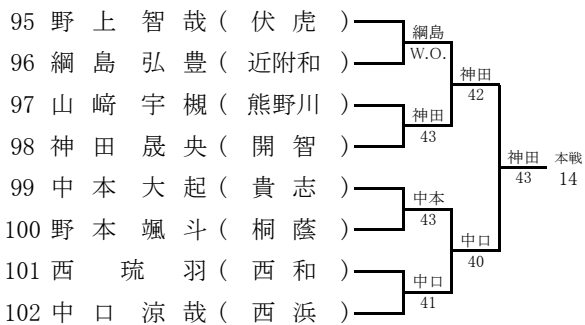 95 野 上 智 哉 ( 伏 虎 )
96 綱 島 弘 豊 ( 近附和 )
97 山 﨑 宇 槻 ( 熊野川 )
98 神 田 晟 央 ( 開 智 )
99 中 本 大 起 ( 貴 志 )
100 野 本 颯 斗 ( 桐 蔭 )
101 西 琉 羽 ( 西 和 )
102 中 口 涼 哉 ( 西 浜 )
綱島
W.O.
神田
43
中本
43
中口
41
神田
42
中口
40
神田
43
本戦
14